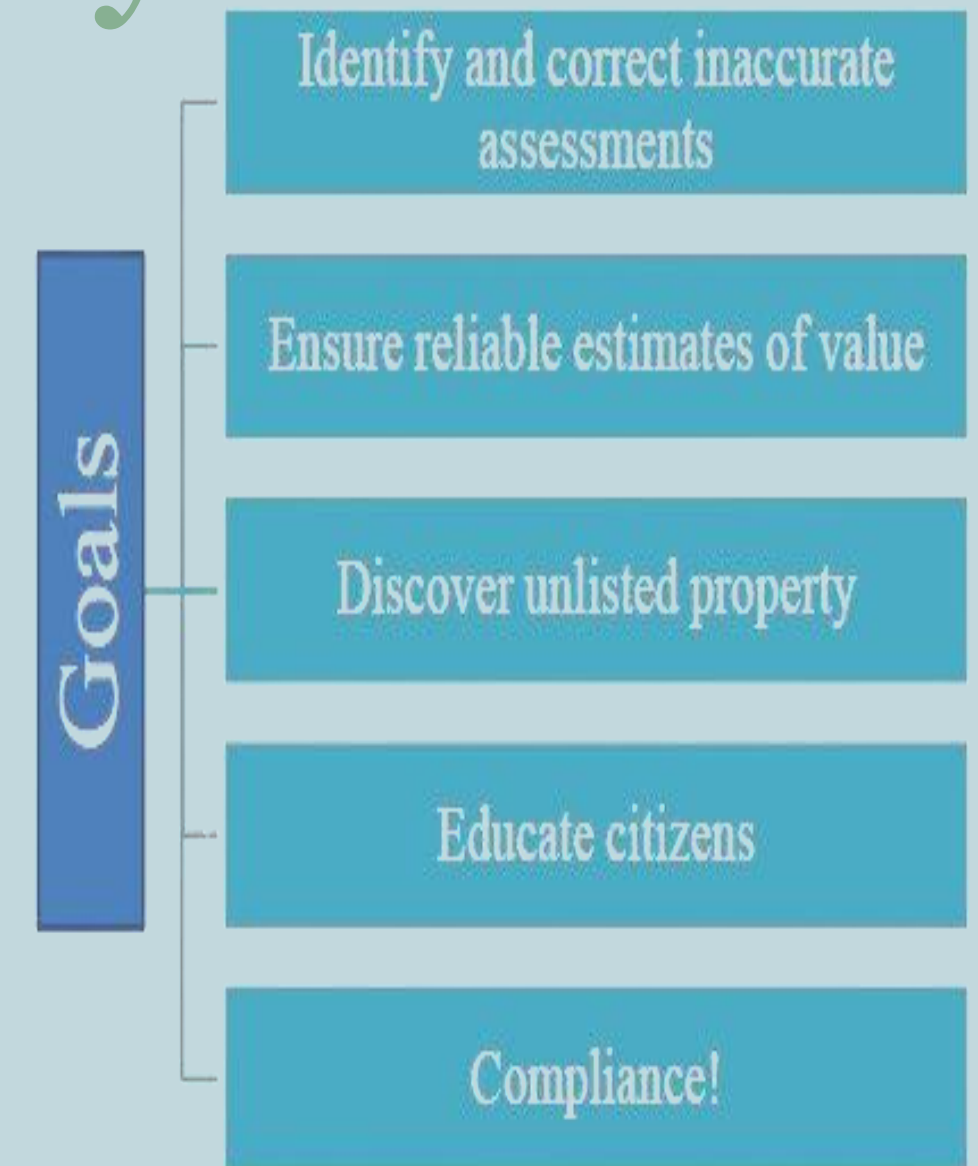 Goals
Identify and correct inaccurate
assessments
Ensure reliable estimates of value
Discover unlisted property
Educate citizens
Compliance!